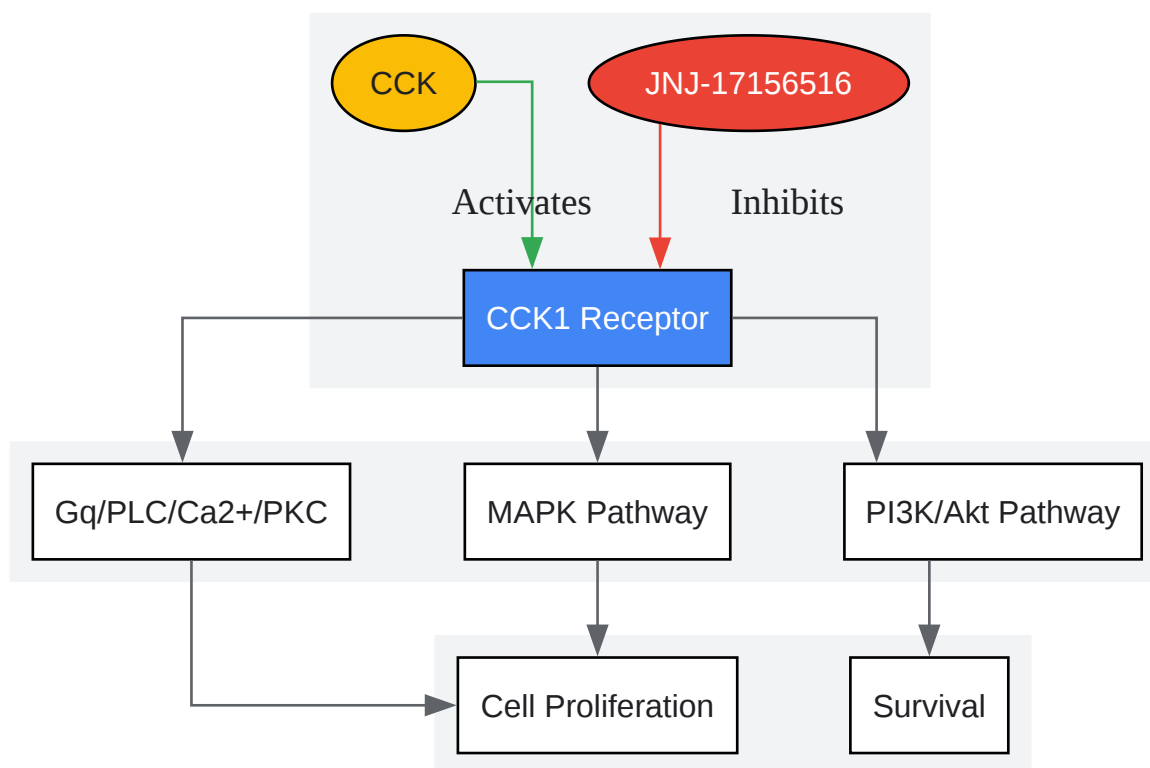 CCK
JNJ-17156516
Activates
Inhibits
CCK1 Receptor
Gq/PLC/Ca2+/PKC
MAPK Pathway
PI3K/Akt Pathway
Cell Proliferation
Survival